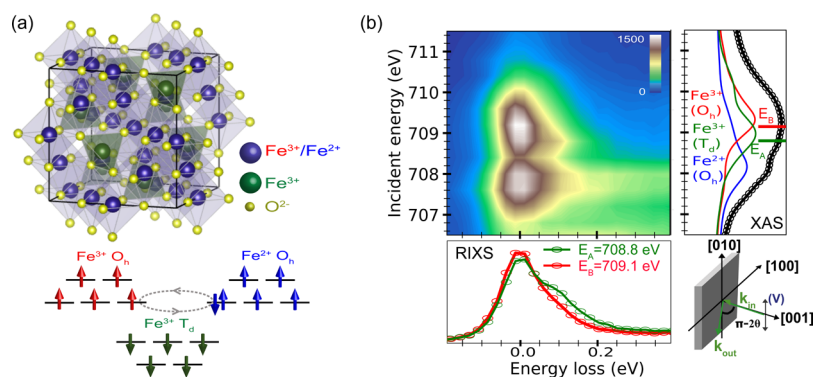 (a)
Fe3+/Fe2+
Fe3+
O2-
Fe3+ Oh
Fe2+ Oh
Fe3+ Td
(b)
Incident energy (eV)
711
710
709
708
707
1500
0
Fe3+
(Oh)
Fe3+
(Td)
Fe2+
(Oh)
EB
EA
XAS
RIXS
EA=708.8 eV
EB=709.1 eV
0.0
0.2
Energy loss (eV)
[010]
[100]
kin
(V)
[001]
π-2θ
kout